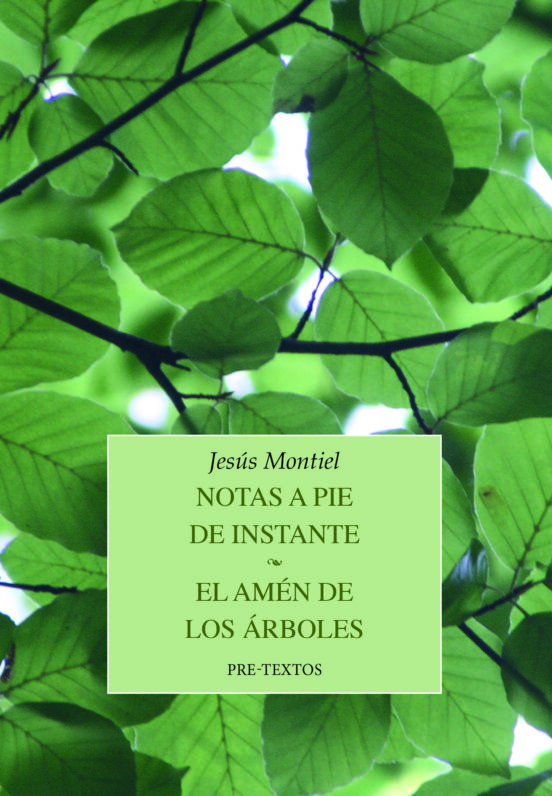 Jesús Montiel
NOTAS A PIE
DE INSTANTE
EL AMÉN DE
LOS ÁRBOLES
PRE-TEXTOS